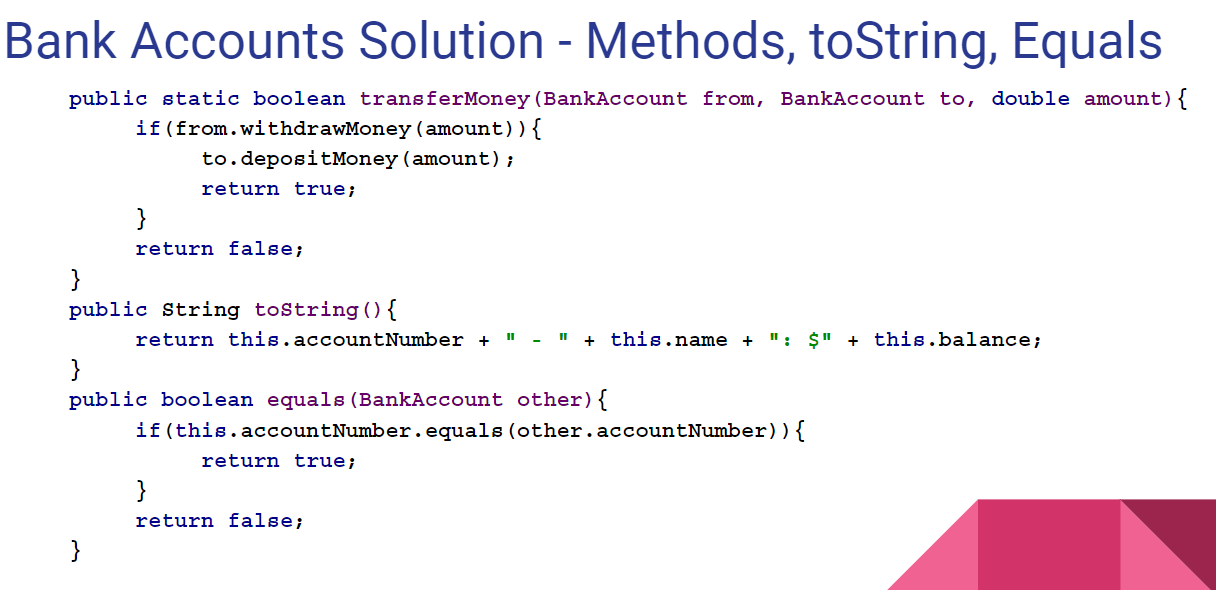 Bank Accounts Solution - Methods, toString, Equals
public static boolean transferMoney(BankAccount from, BankAccount to, double amount){
if(from.withdrawMoney(amount)){
to.depositMoney(amount);
return true;
}
return false;
}
public String toString(){
return this.accountNumber + " - " + this.name + ": $" + this.balance;
}
public boolean equals(BankAccount other){
if(this.accountNumber.equals(other.accountNumber)){
return true;
}
return false;
}